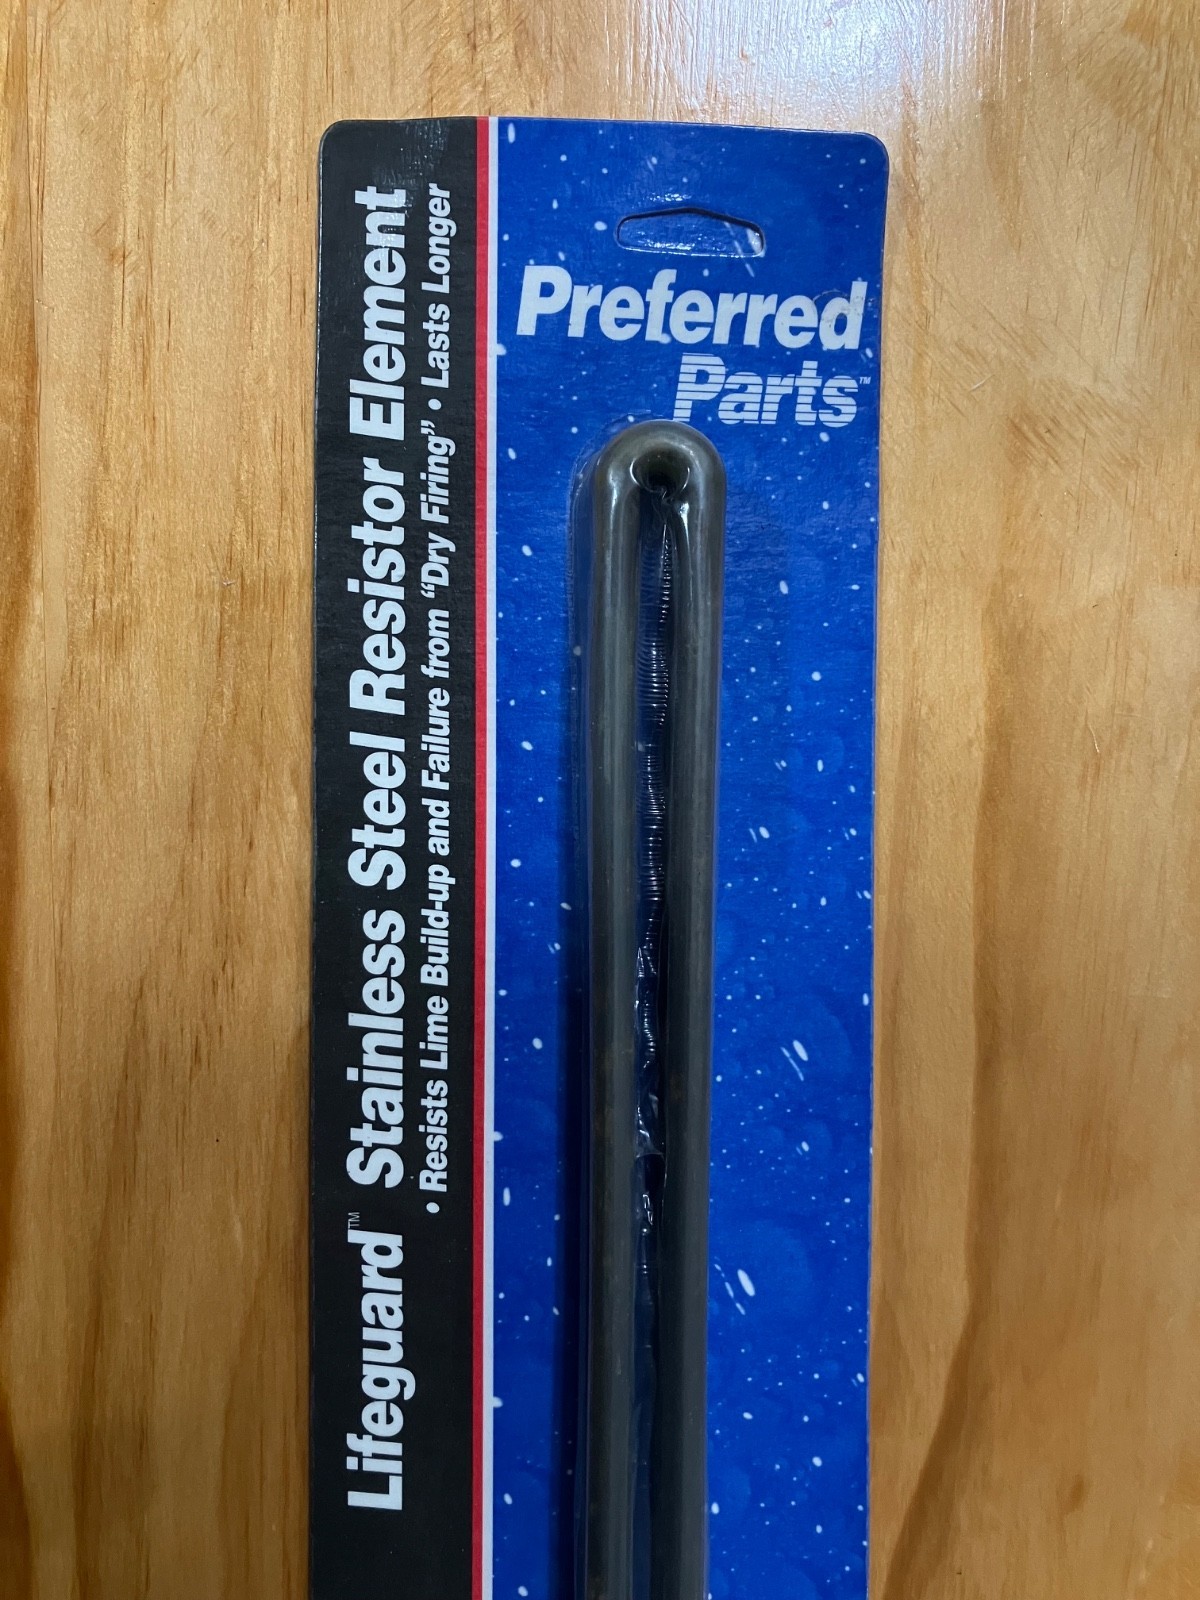 Preferred
Parts™
Lifeguard™ Stainless Steel Resistor Element
• Resists Lime Build-up and Failure from “Dry Firing” • Lasts Longer